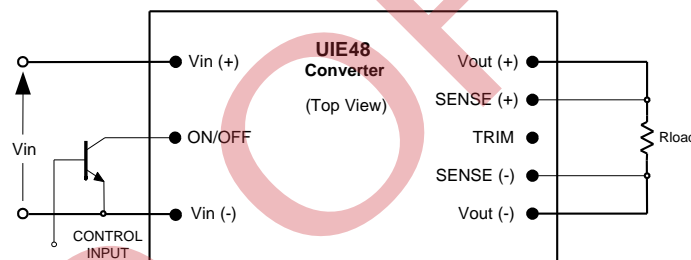 UIE48
Converter
(Top View)
Vin (+)
Vout (+)
SENSE (+)
ON/OFF
TRIM
Vin
Rload
SENSE (-)
Vin (-)
Vout (-)
CONTROL
INPUT